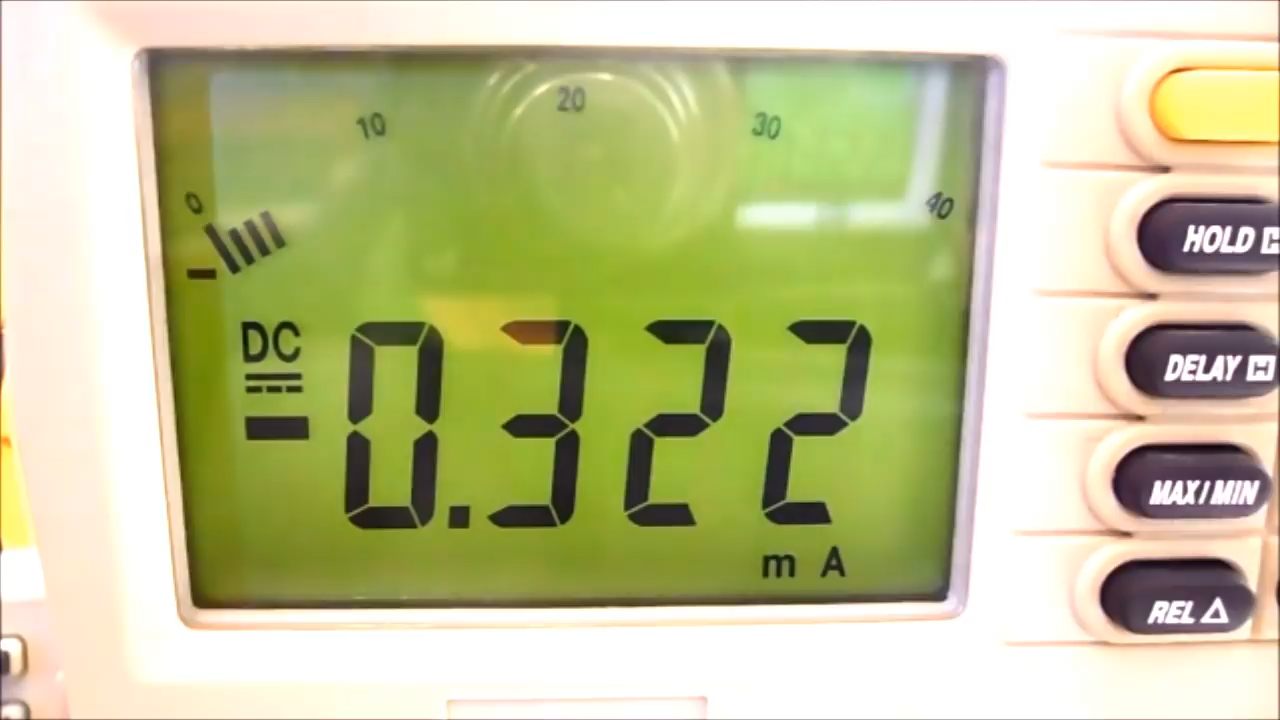 0 10 20 30 40
DC
-0.322
mA
HOLD H
DELAY H
MAX/MIN
REL △